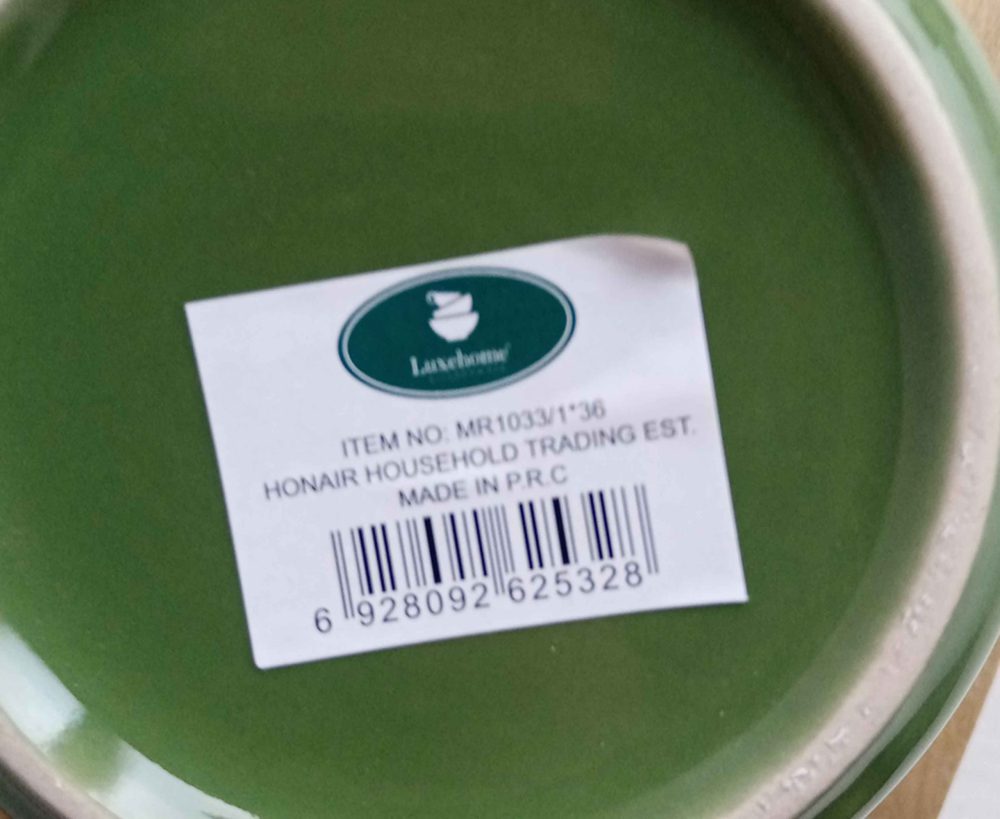 Luxehome
ITEM NO: MR1033/1*36
HONAIR HOUSEHOLD TRADING EST.
MADE IN P.R.C
6 928092 625328